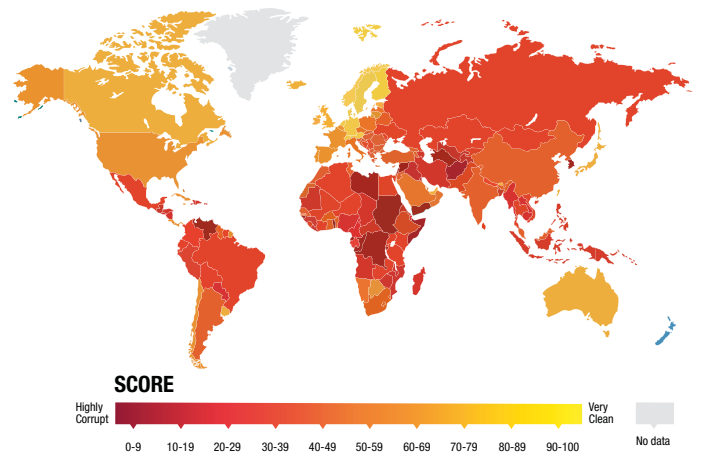 SCORE
Highly
Corrupt
Very
Clean
0-9 10-19 20-29 30-39 40-49 50-59 60-69 70-79 80-89 90-100
No data